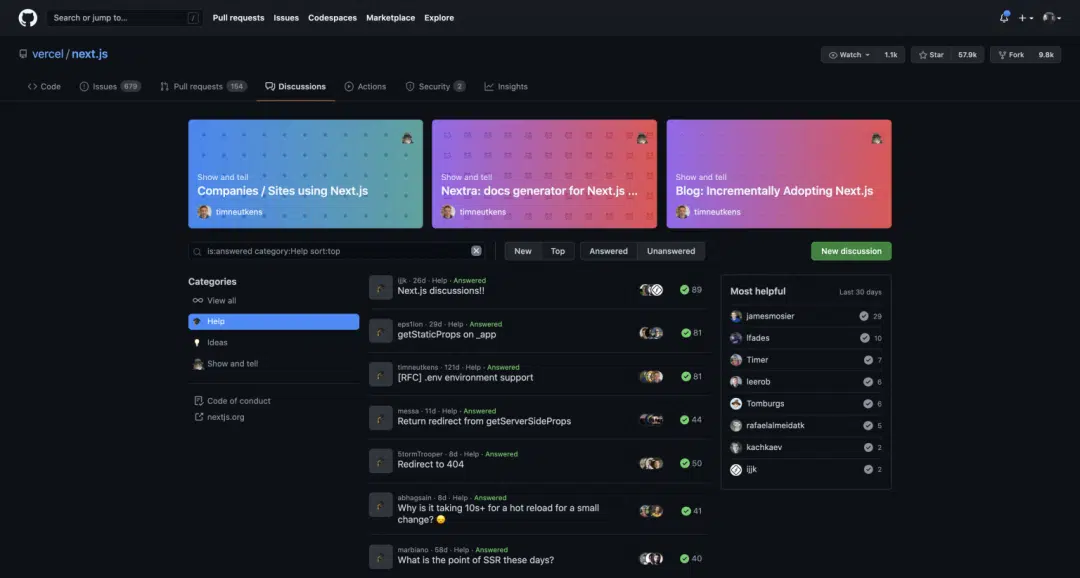 Search or jump to... /
Pull requests Issues Codespaces Marketplace Explore
vercel / next.js
Watch 1.1k Star 57.9k Fork 9.8k
Code Issues 679 Pull requests 154 Discussions Actions Security 2 Insights
Show and tell
Companies / Sites using Next.js
timneutkens
Show and tell
Nextra: docs generator for Next.js ...
timneutkens
Show and tell
Blog: Incrementally Adopting Next.js
timneutkens
is:answered category:Help sort:top
New Top Answered Unanswered
New discussion
Categories
View all
Help
Ideas
Show and tell
Code of conduct
nextjs.org
ijjk · 26d · Help · Answered
Next.js discussions!!
89
eps1lon · 29d · Help · Answered
getStaticProps on _app
81
timneutkens · 121d · Help · Answered
[RFC] .env environment support
81
messa · 11d · Help · Answered
Return redirect from getServerSideProps
44
5tormTrooper · 8d · Help · Answered
Redirect to 404
50
abhagsain · 8d · Help · Answered
Why is it taking 10s+ for a hot reload for a small
change? 😞
41
marbiano · 58d · Help · Answered
What is the point of SSR these days?
40
Most helpful Last 30 days
jamesmosier 29
lfades 10
Timer 7
leerob 6
Tomburgs 6
rafaelalmeidatk 5
kachkaev 2
ijjk 2